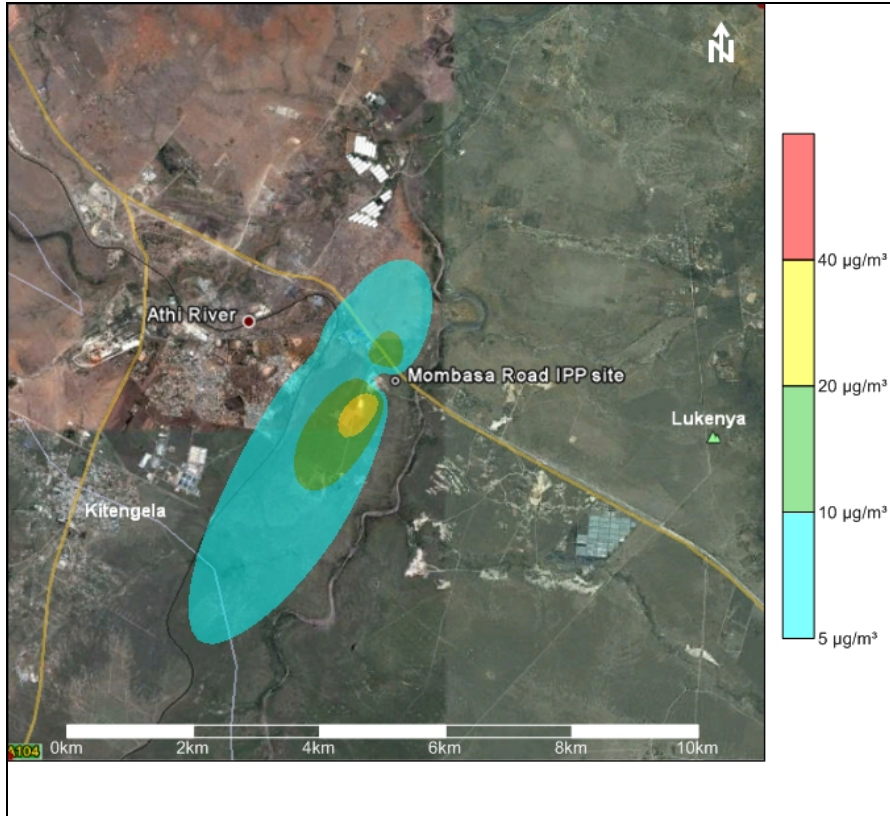 N
40 µg/m³
Athi River
Mombasa Road IPP site
20 µg/m³
Lukenya
Kitengela
10 µg/m³
5 µg/m³
0km
2km
4km
6km
8km
10km
A104